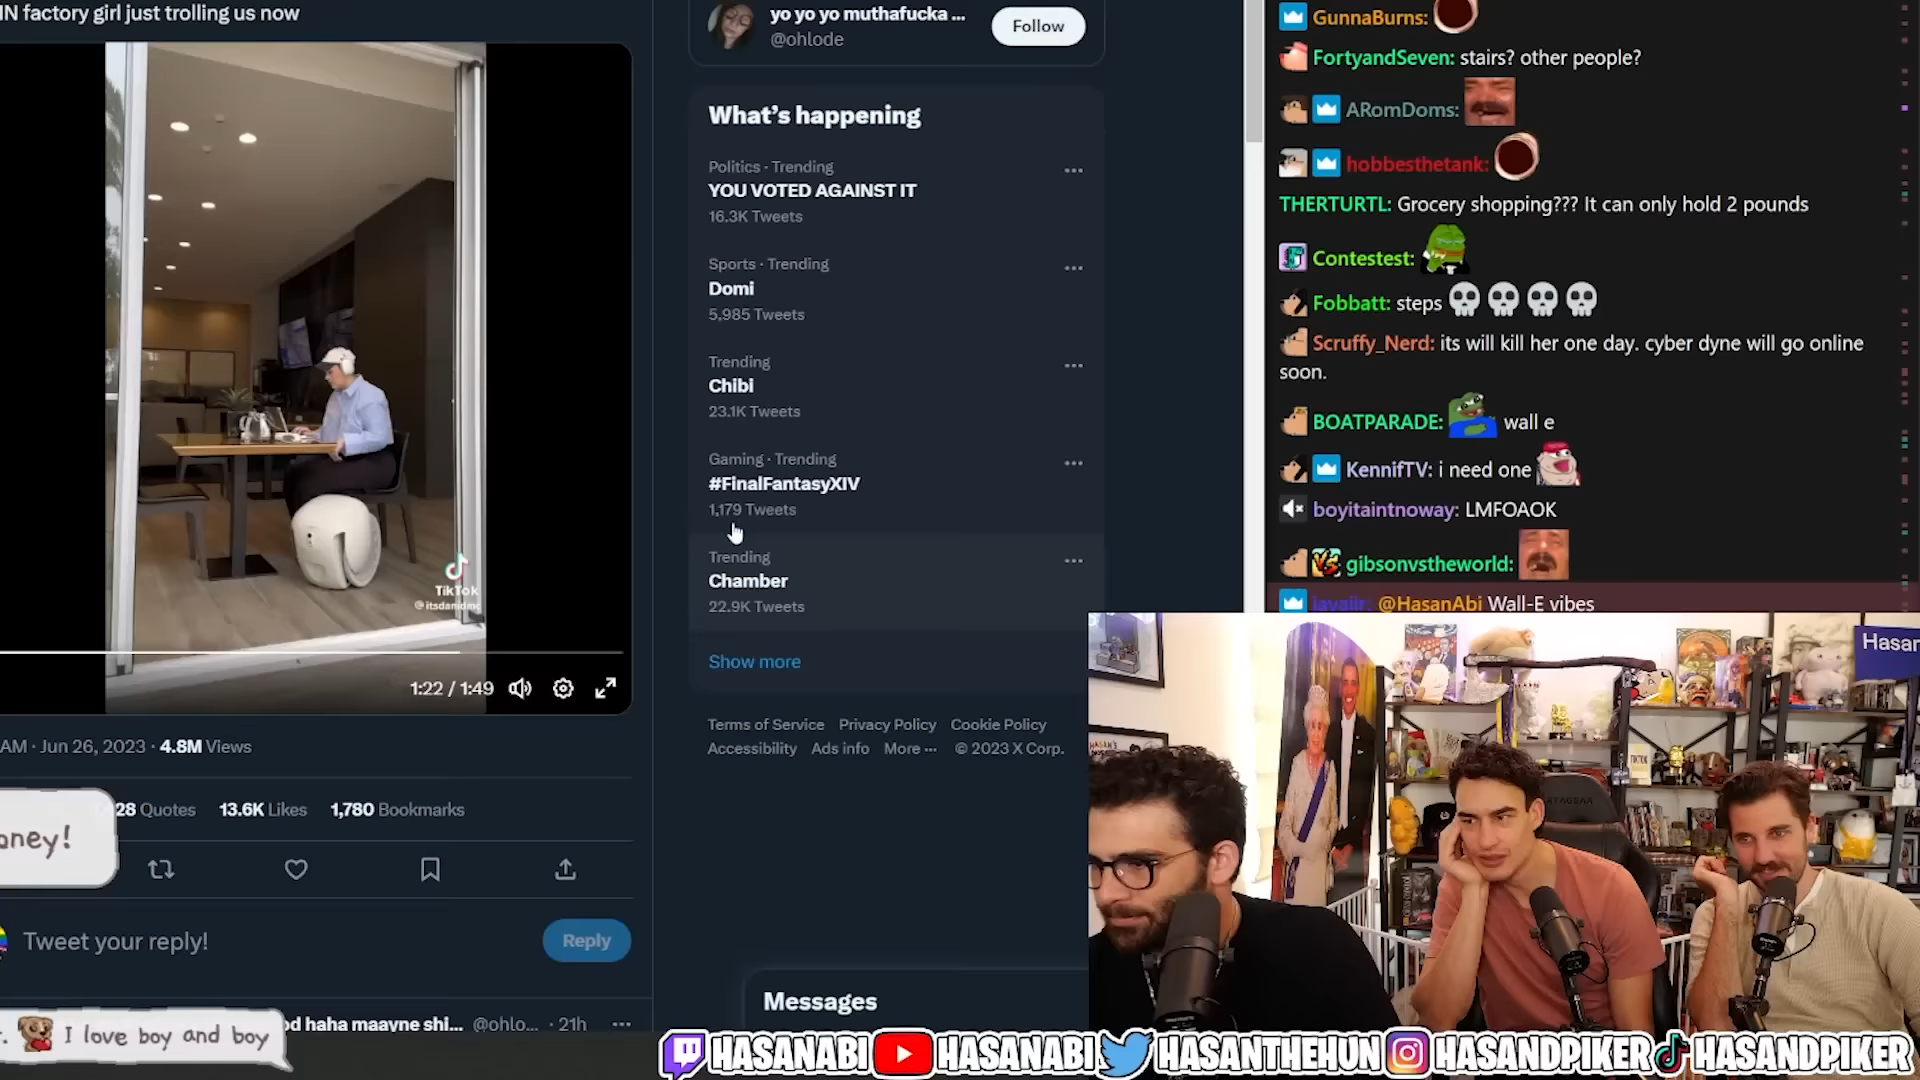 IN factory girl just trolling us now
TikTok
@itsdaniding
1:22 / 1:49
AM · Jun 26, 2023 · 4.8M Views
28 Quotes 13.6K Likes 1,780 Bookmarks
oney!
Tweet your reply!
Reply
od haha maayne shi... @ohlo... · 21h ...
I love boy and boy
yo yo yo muthafucka ...
@ohlode
Follow
What's happening
Politics · Trending
YOU VOTED AGAINST IT
16.3K Tweets
Sports · Trending
Domi
5,985 Tweets
Trending
Chibi
23.1K Tweets
Gaming · Trending
#FinalFantasyXIV
1,179 Tweets
Trending
Chamber
22.9K Tweets
Show more
Terms of Service Privacy Policy Cookie Policy
Accessibility Ads info More ... © 2023 X Corp.
Messages
GunnaBurns:
FortyandSeven: stairs? other people?
ARomDoms:
hobbesthetank:
THERTURTL: Grocery shopping??? It can only hold 2 pounds
Contestest:
Fobbatt: steps
Scruffy_Nerd: its will kill her one day. cyber dyne will go online
soon.
BOATPARADE: wall e
KennifTV: i need one
boyitaintnoway: LMFOAOK
gibsonvstheworld:
@HasanAbi Wall-E vibes
Hasan
HASANABI HASANABI HASANTHEHUN HASANDPIKER HASANDPIKER